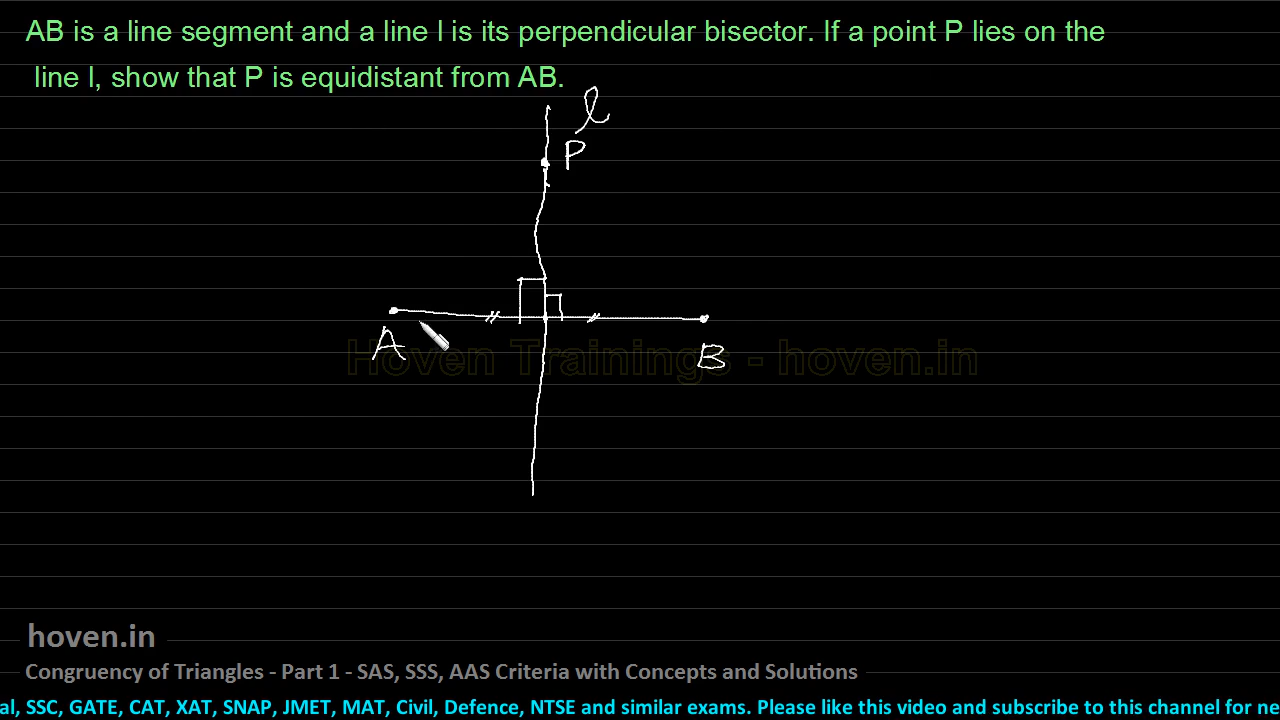 AB is a line segment and a line l is its perpendicular bisector. If a point P lies on the
line l, show that P is equidistant from AB.
l
P
A
B
Hoven Trainings - hoven.in
hoven.in
Congruency of Triangles - Part 1 - SAS, SSS, AAS Criteria with Concepts and Solutions
al, SSC, GATE, CAT, XAT, SNAP, JMET, MAT, Civil, Defence, NTSE and similar exams. Please like this video and subscribe to this channel for ne